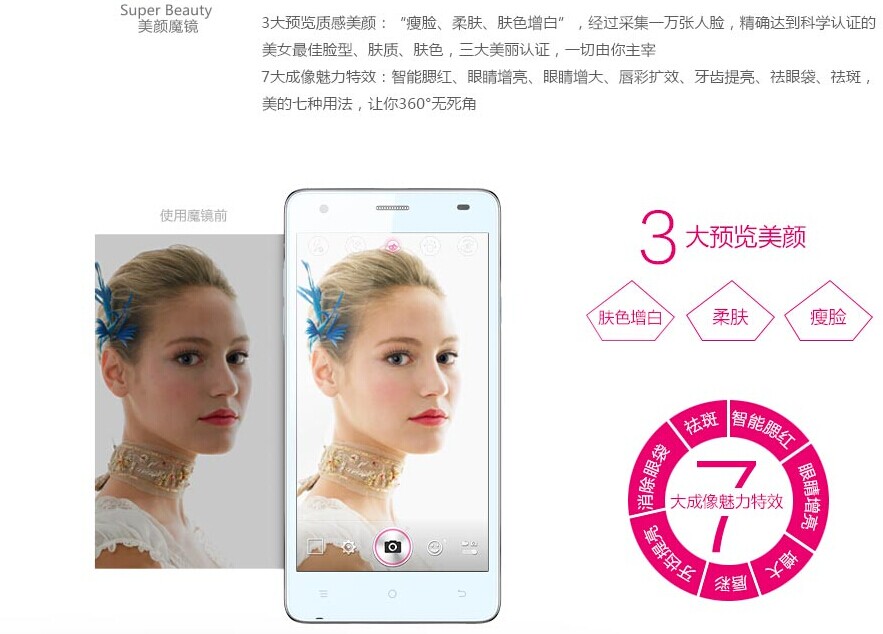 Super Beauty
美颜魔镜
3大预览质感美颜：“瘦脸、柔肤、肤色增白”，经过采集一万张人脸，精确达到科学认证的
美女最佳脸型、肤质、肤色，三大美丽认证，一切由你主宰
7大成像魅力特效：智能腮红、眼睛增亮、眼睛增大、唇彩扩效、牙齿提亮、祛眼袋、祛斑，
美的七种用法，让你360°无死角
使用魔镜前
3大预览美颜
肤色增白
柔肤
瘦脸
7
大成像魅力特效
智能腮红
眼睛增亮
增大
唇彩
牙齿提亮
消除眼袋
祛斑